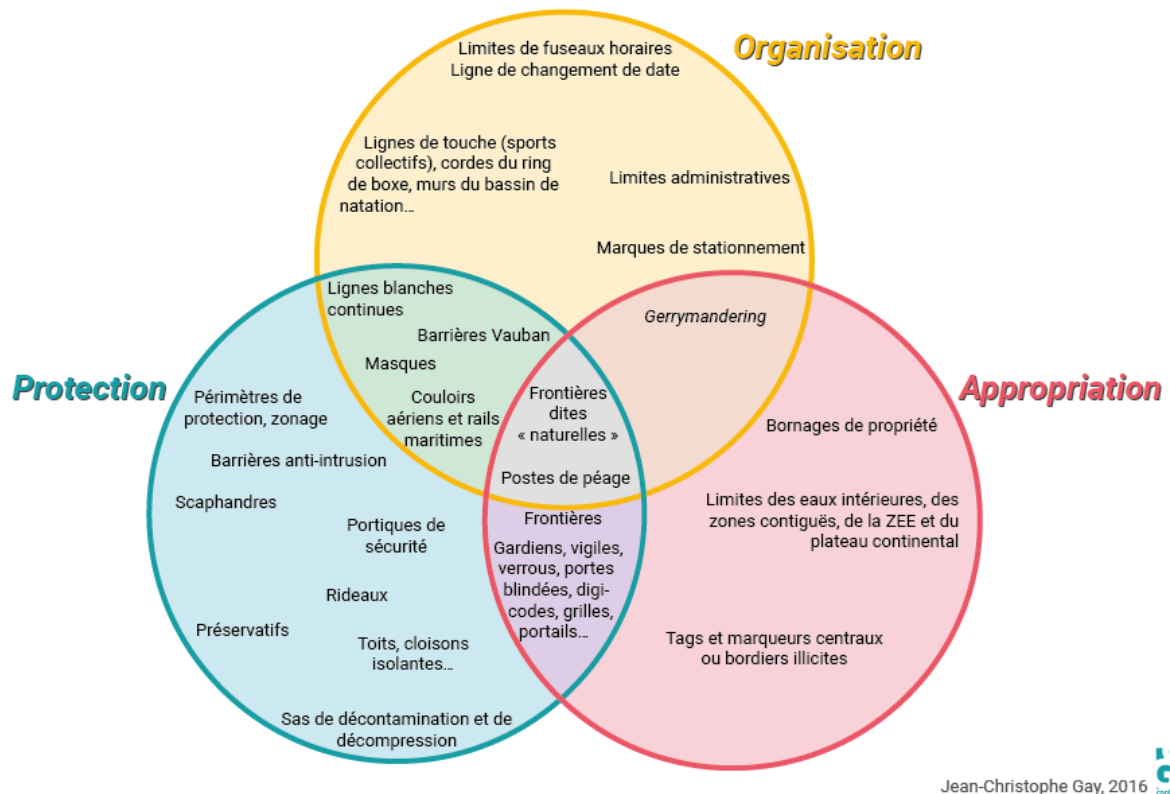 Organisation
Limites de fuseaux horaires
Ligne de changement de date
Lignes de touche (sports
collectifs), cordes du ring
de boxe, murs du bassin de
natation…
Limites administratives
Marques de stationnement
Lignes blanches
continues
Barrières Vauban
Masques
Couloirs
aériens et rails
maritimes
Gerrymandering
Frontières
dites
« naturelles »
Postes de péage
Protection
Périmètres de
protection, zonage
Barrières anti-intrusion
Scaphandres
Portiques de
sécurité
Rideaux
Préservatifs
Toits, cloisons
isolantes…
Sas de décontamination et de
décompression
Frontières
Gardiens, vigiles,
verrous, portes
blindées, digi-
codes, grilles,
portails…
Appropriation
Bornages de propriété
Limites des eaux intérieures, des
zones contiguës, de la ZEE et du
plateau continental
Tags et marqueurs centraux
ou bordiers illicites
Jean-Christophe Gay, 2016